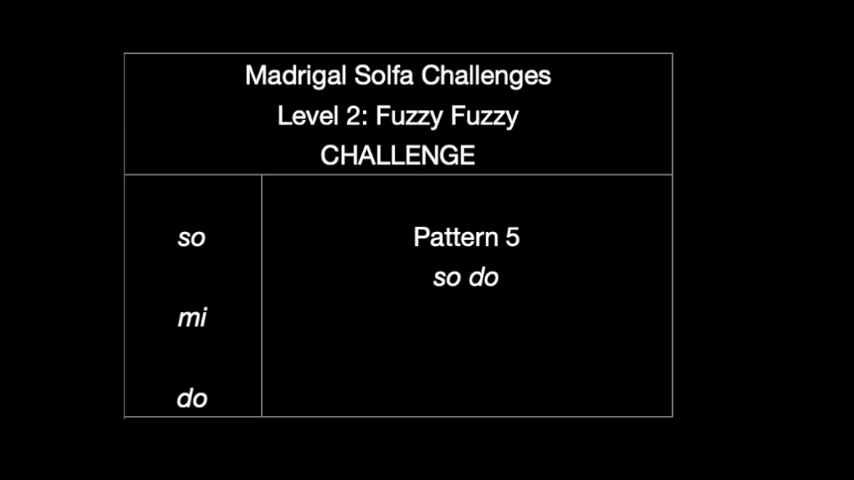 Madrigal Solfa Challenges
Level 2: Fuzzy Fuzzy
CHALLENGE
so
mi
do
Pattern 5
so do